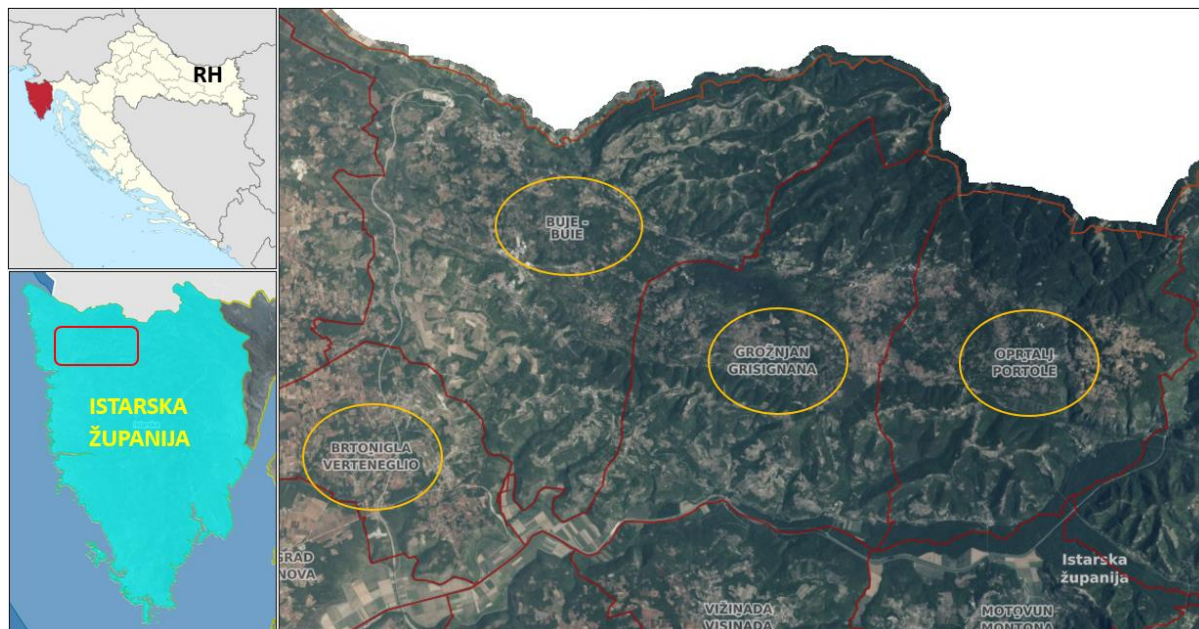 RH
ISTARSKA
ŽUPANIJA
BUJE -
BUIE
GROŽNJAN
GRISIGNANA
OPRTALJ
PORTOLE
BRTONIGLA
VERTENEGLIO
GRAD
NOVA
Istarska
županija
VIŽINADA
VISINADA
MOTOVUN
MONTONA